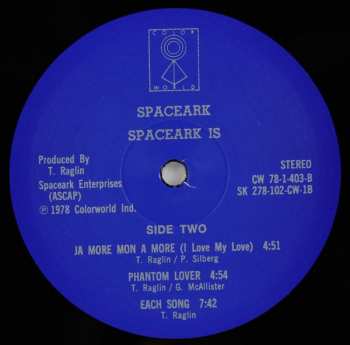 COLOR
WORLD
SPACEARK
SPACEARK IS
Produced By
T. Raglin
Spaceark Enterprises
(ASCAP)
℗ 1978 Colorworld Ind.
STEREO
CW 78-1-403-B
SK 278-102-CW-1B
SIDE TWO
JA MORE MON A MORE (I Love My Love) 4:51
T. Raglin / P. Silberg
PHANTOM LOVER 4:54
T. Raglin / G. McAllister
EACH SONG 7:42
T. Raglin